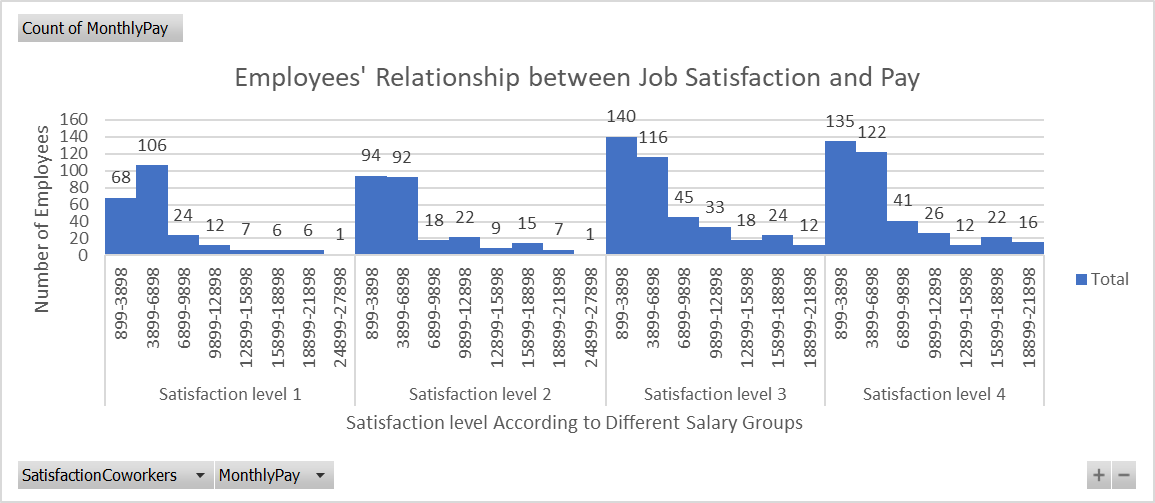 Count of MonthlyPay
Employees' Relationship between Job Satisfaction and Pay
Number of Employees
160
140
120
100
80
60
40
20
0
68 106 24 12 7 6 6 1
94 92 18 22 9 15 7 1
140 116 45 33 18 24 12
135 122 41 26 12 22 16
899-3898 3899-6898 6899-9898 9899-12898 12899-15898 15899-18898 18899-21898 24899-27898
899-3898 3899-6898 6899-9898 9899-12898 12899-15898 15899-18898 18899-21898 24899-27898
899-3898 3899-6898 6899-9898 9899-12898 12899-15898 15899-18898 18899-21898
899-3898 3899-6898 6899-9898 9899-12898 12899-15898 15899-18898 18899-21898
Satisfaction level 1 Satisfaction level 2 Satisfaction level 3 Satisfaction level 4
Satisfaction level According to Different Salary Groups
Total
SatisfactionCoworkers MonthlyPay
+ −